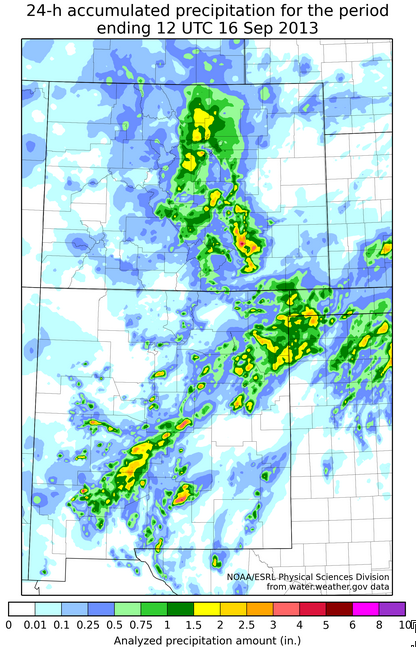 24-h accumulated precipitation for the period
ending 12 UTC 16 Sep 2013
NOAA/ESRL Physical Sciences Division
from water.weather.gov data
0 0.01 0.1 0.25 0.5 0.75 1 1.5 2 2.5 3 4 5 6 8 10
Analyzed precipitation amount (in.)